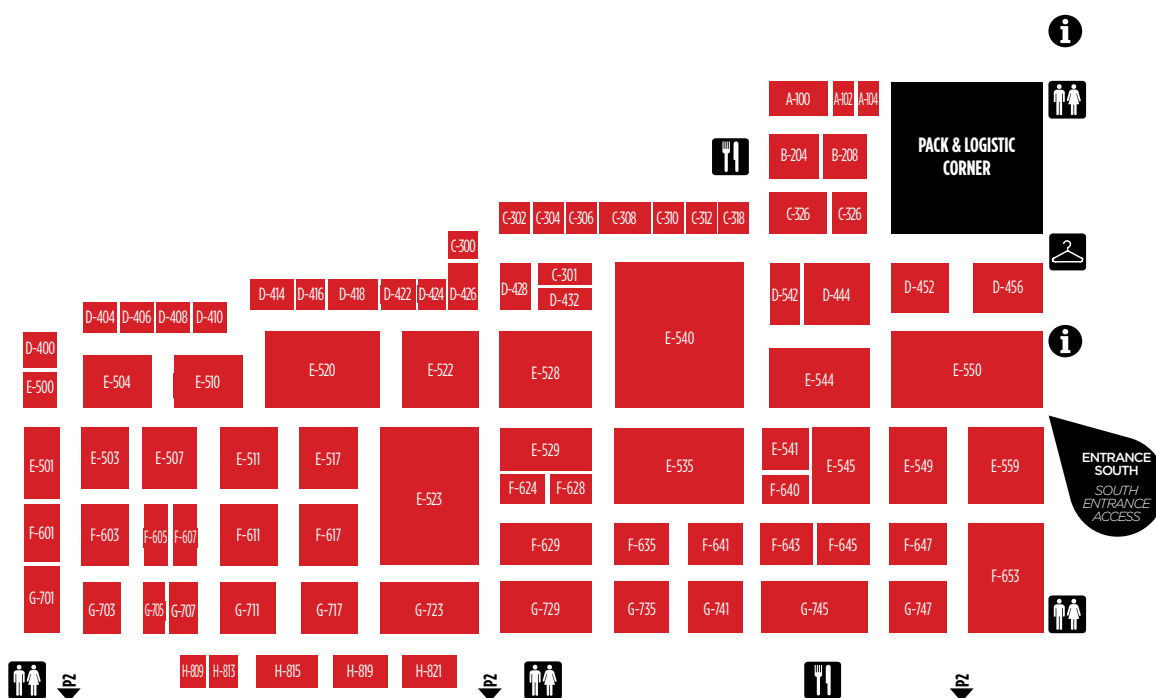 A-100
A-102
A-104
PACK & LOGISTIC
CORNER
B-204
B-208
C-302
C-304
C-306
C-308
C-310
C-312
C-318
C-326
C-326
C-300
D-414
D-416
D-418
D-422
D-424
D-426
D-428
C-301
D-432
E-540
D-542
D-444
D-452
D-456
D-404
D-406
D-408
D-410
D-400
E-500
E-504
E-510
E-520
E-522
E-528
E-544
E-550
E-501
E-503
E-507
E-511
E-517
E-523
E-529
F-624
F-628
E-535
E-541
F-640
E-545
E-549
E-559
ENTRANCE
SOUTH
SOUTH
ENTRANCE
ACCESS
F-601
F-603
F-605
F-607
F-611
F-617
F-629
F-635
F-641
F-643
F-645
F-647
F-653
G-701
G-703
G-705
G-707
G-711
G-717
G-723
G-729
G-735
G-741
G-745
G-747
H-809
H-813
H-815
H-819
H-821
P2
P2
P2